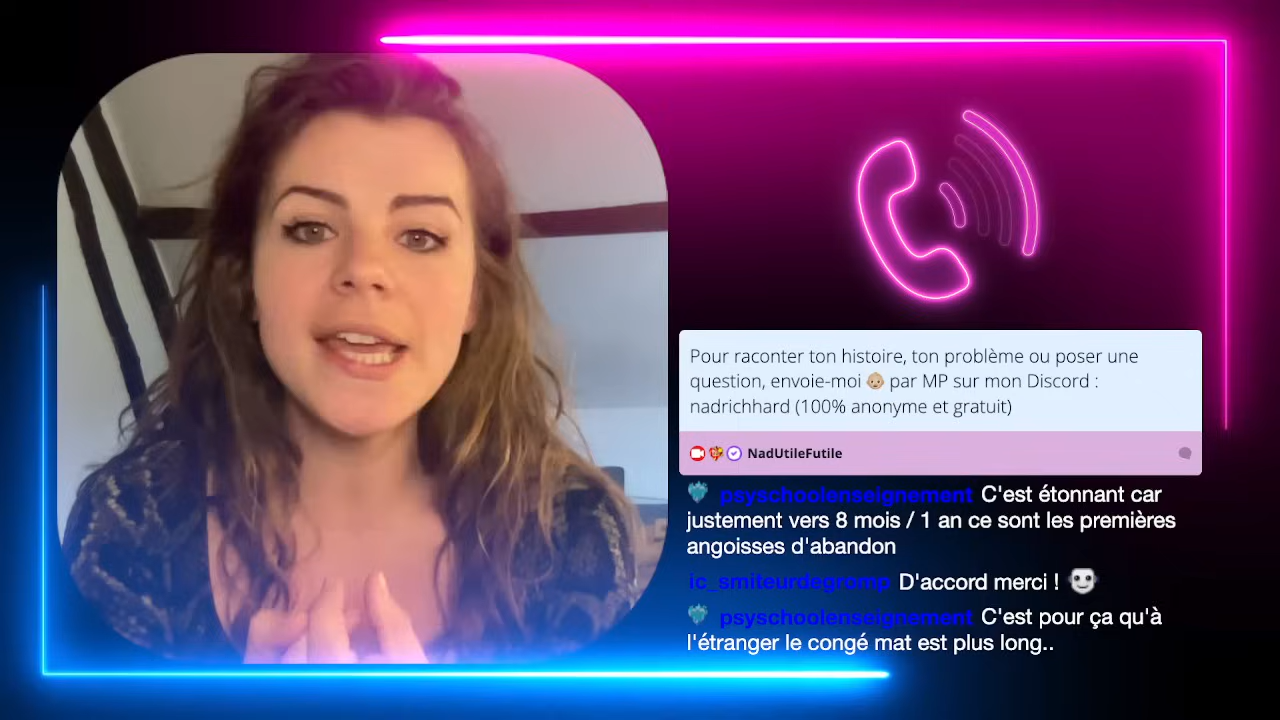 Pour raconter ton histoire, ton problème ou poser une
question, envoie-moi 👶🏼 par MP sur mon Discord :
nadrichhard (100% anonyme et gratuit)
NadUtileFutile
psyschoolenseignement C'est étonnant car
justement vers 8 mois / 1 an ce sont les premières
angoisses d'abandon
ic_smiteurdegromp D'accord merci !
psyschoolenseignement C'est pour ça qu'à
l'étranger le congé mat est plus long..